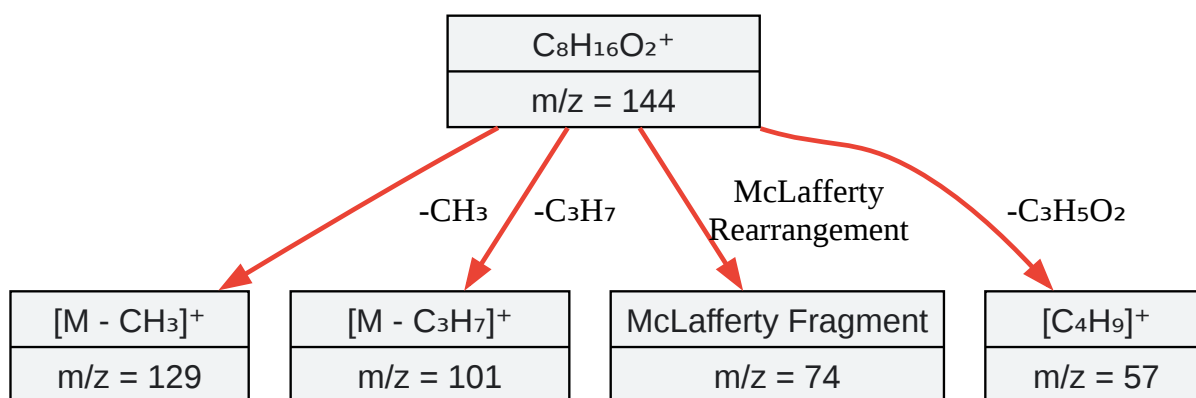 C₈H₁₆O₂⁺
m/z = 144
-CH₃
-C₃H₇
McLafferty
Rearrangement
-C₃H₅O₂
[M - CH₃]⁺
m/z = 129
[M - C₃H₇]⁺
m/z = 101
McLafferty Fragment
m/z = 74
[C₄H₉]⁺
m/z = 57